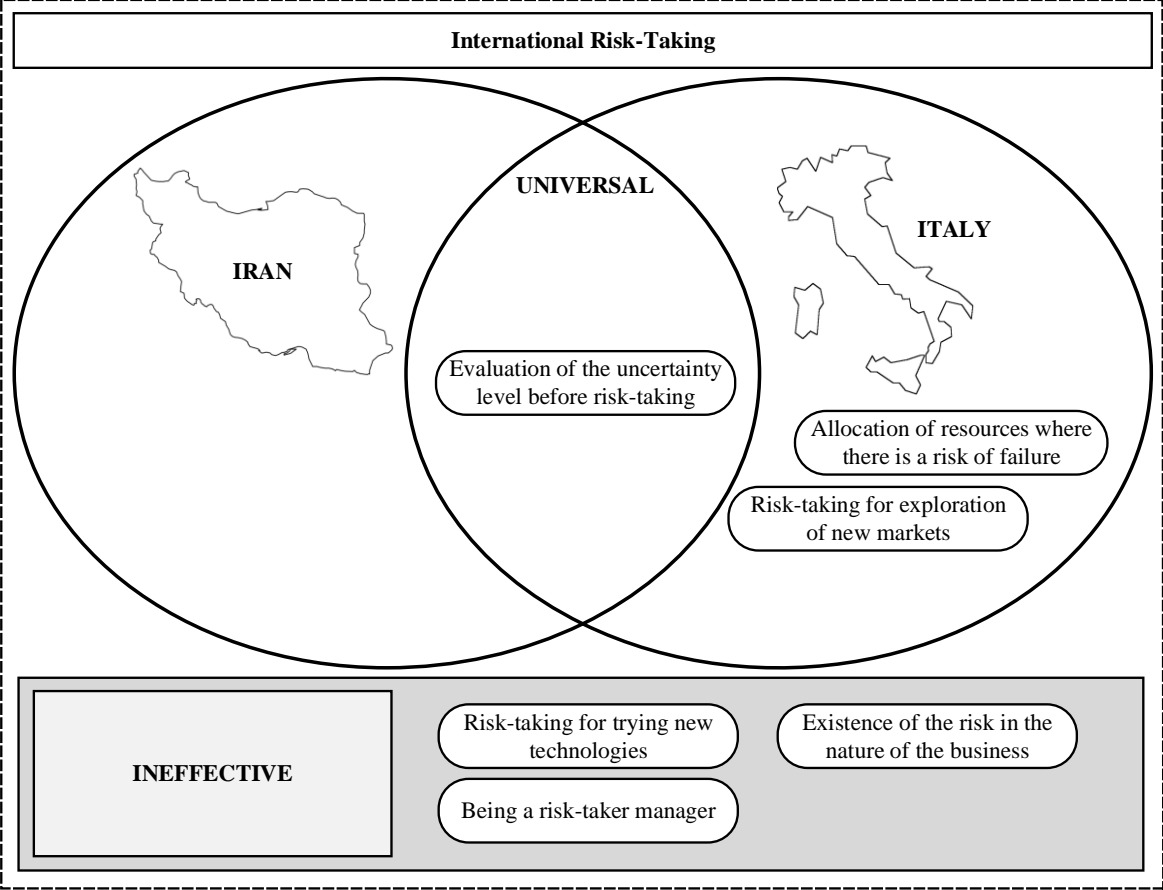 International Risk-Taking
UNIVERSAL
IRAN
ITALY
Evaluation of the uncertainty
level before risk-taking
Allocation of resources where
there is a risk of failure
Risk-taking for exploration
of new markets
INEFFECTIVE
Risk-taking for trying new
technologies
Existence of the risk in the
nature of the business
Being a risk-taker manager